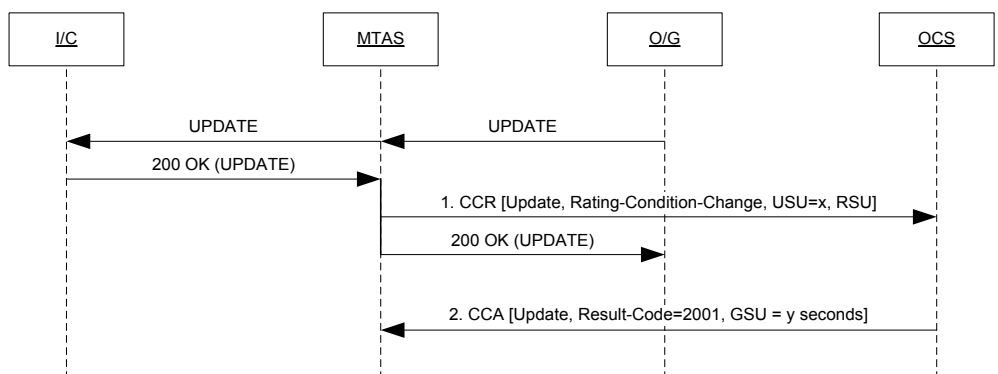 I/C
MTAS
O/G
OCS
UPDATE
UPDATE
200 OK (UPDATE)
1. CCR [Update, Rating-Condition-Change, USU=x, RSU]
200 OK (UPDATE)
2. CCA [Update, Result-Code=2001, GSU = y seconds]